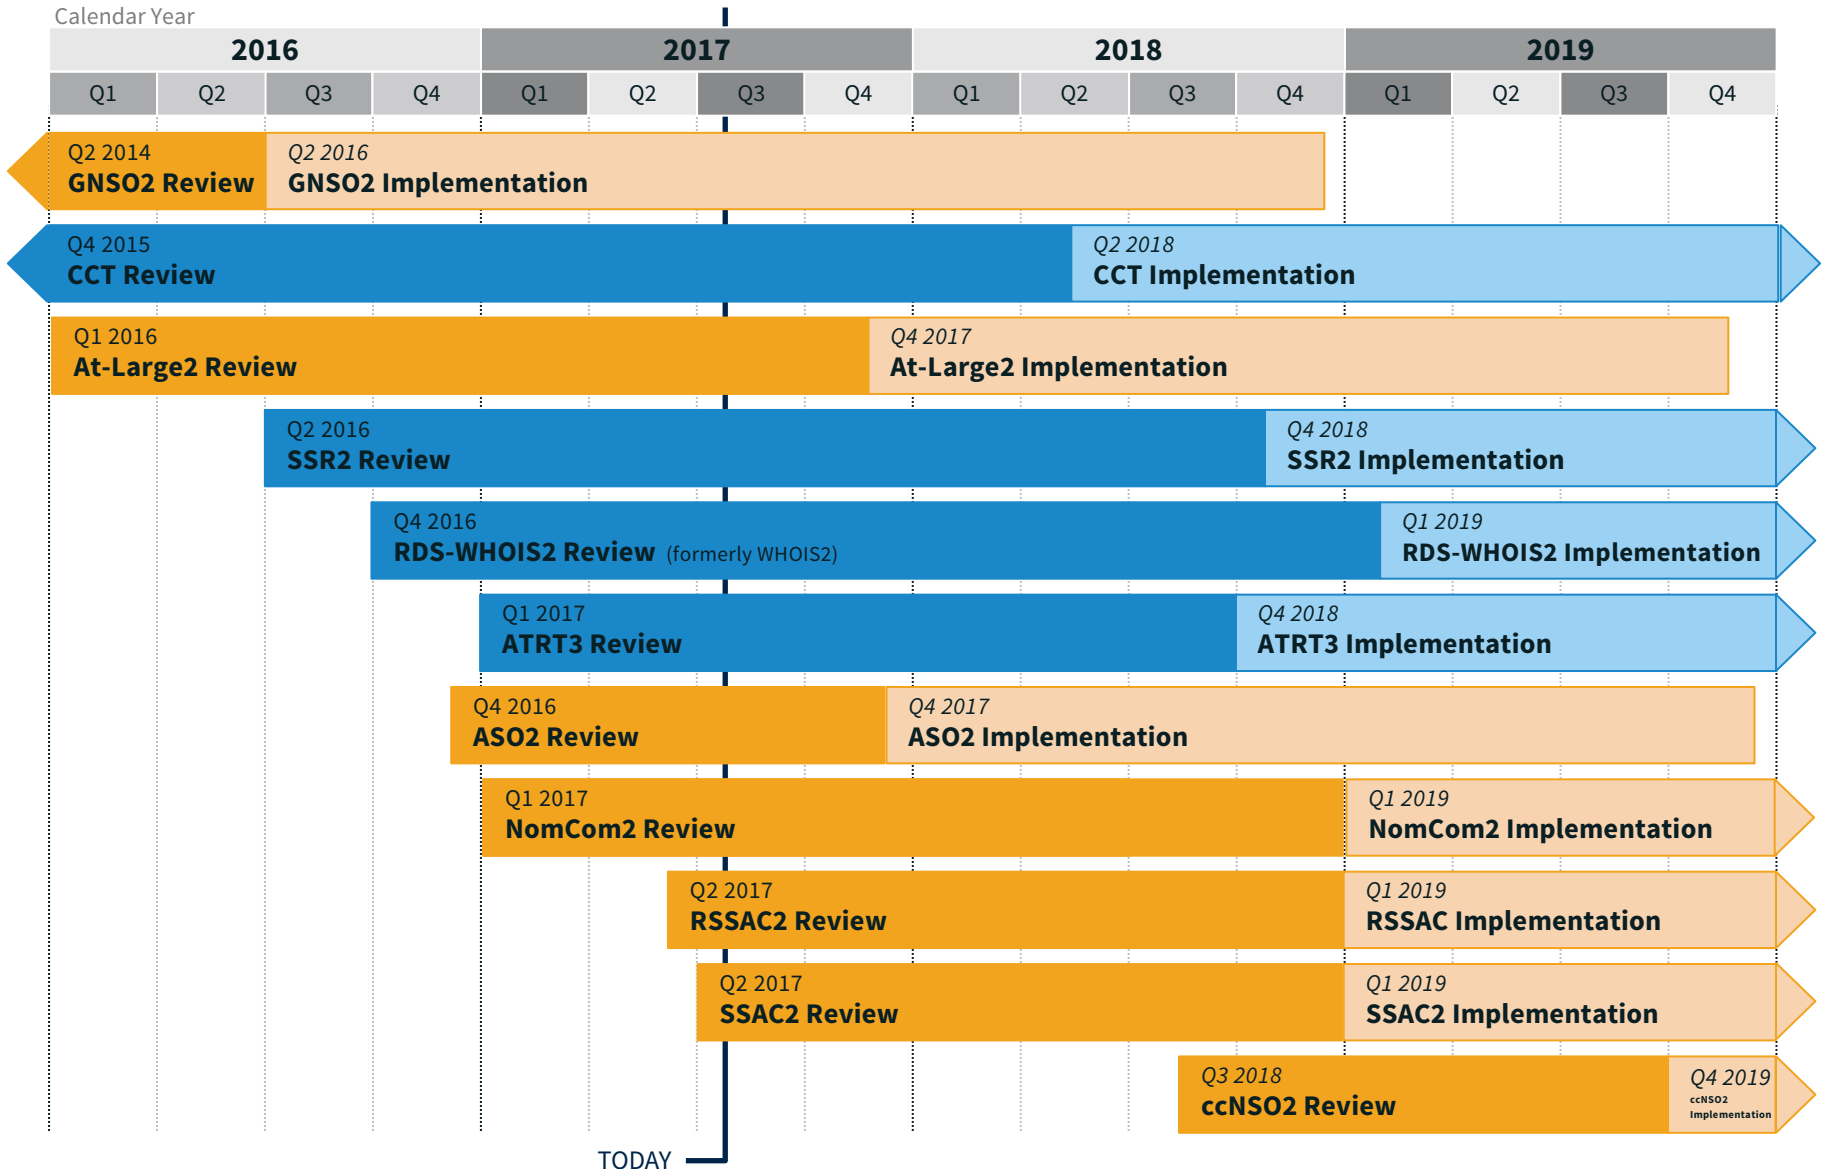 Calendar Year
2016 2017 2018 2019
Q1 Q2 Q3 Q4 Q1 Q2 Q3 Q4 Q1 Q2 Q3 Q4 Q1 Q2 Q3 Q4
Q2 2014 Q2 2016
GNSO2 Review GNSO2 Implementation
Q4 2015 Q2 2018
CCT Review CCT Implementation
Q1 2016 Q4 2017
At-Large2 Review At-Large2 Implementation
Q2 2016 Q4 2018
SSR2 Review SSR2 Implementation
Q4 2016 Q1 2019
RDS-WHOIS2 Review (formerly WHOIS2) RDS-WHOIS2 Implementation
Q1 2017 Q4 2018
ATRT3 Review ATRT3 Implementation
Q4 2016 Q4 2017
ASO2 Review ASO2 Implementation
Q1 2017 Q1 2019
NomCom2 Review NomCom2 Implementation
Q2 2017 Q1 2019
RSSAC2 Review RSSAC Implementation
Q2 2017 Q1 2019
SSAC2 Review SSAC2 Implementation
Q3 2018 Q4 2019
ccNSO2 Review ccNSO2
Implementation
TODAY